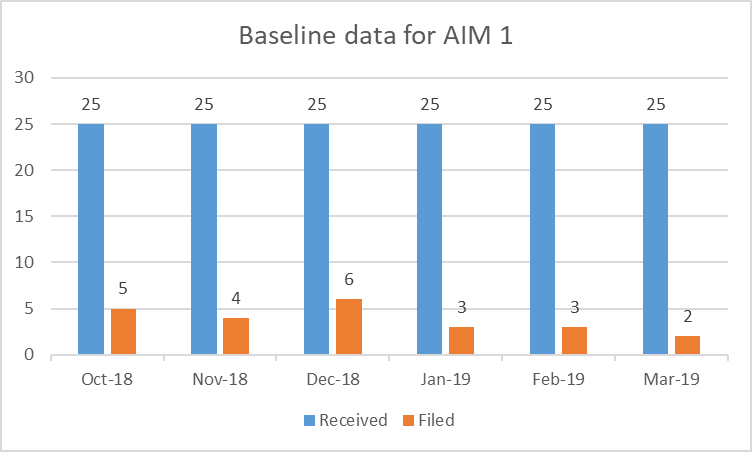 Baseline data for AIM 1
30
25
20
15
10
5
0
25 25 25 25 25 25
5 4 6 3 3 2
Oct-18 Nov-18 Dec-18 Jan-19 Feb-19 Mar-19
Received Filed